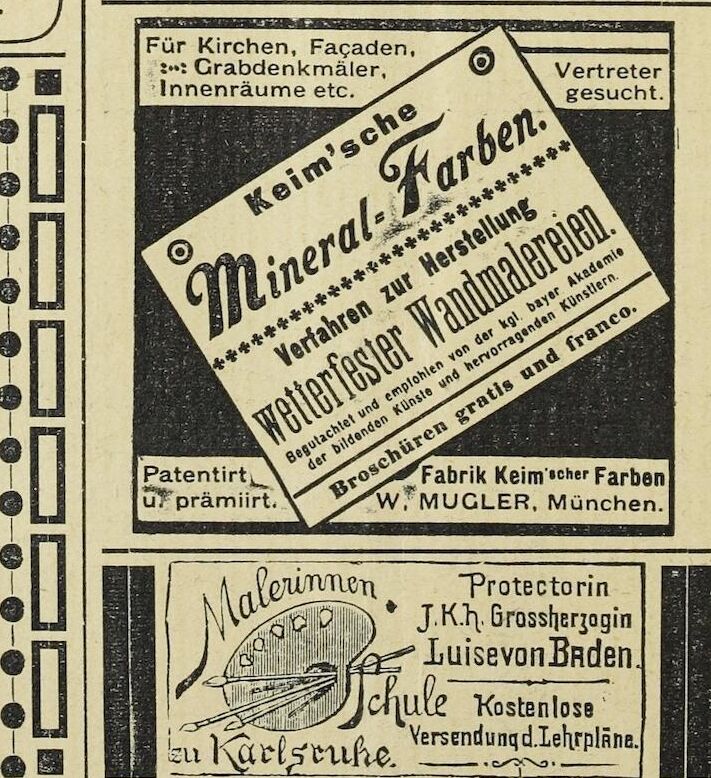 Für Kirchen, Façaden,
Grabdenkmäler,
Innenräume etc.
Vertreter
gesucht.
Keim'sche
Mineral-Farben.
Verfahren zur Herstellung
wetterfester Wandmalereien.
Begutachtet und empfohlen von der kgl. bayer Akademie
der bildenden Künste und hervorragenden Künstlern.
Broschüren gratis und franco.
Patentirt
u. prämiirt.
Fabrik Keim'scher Farben
W. MUGLER, München.
Malerinnen
Schule
zu Karlsruhe.
Protectorin
J.K.h. Grossherzogin
Luise von Baden.
Kostenlose
Versendung d. Lehrpläne.